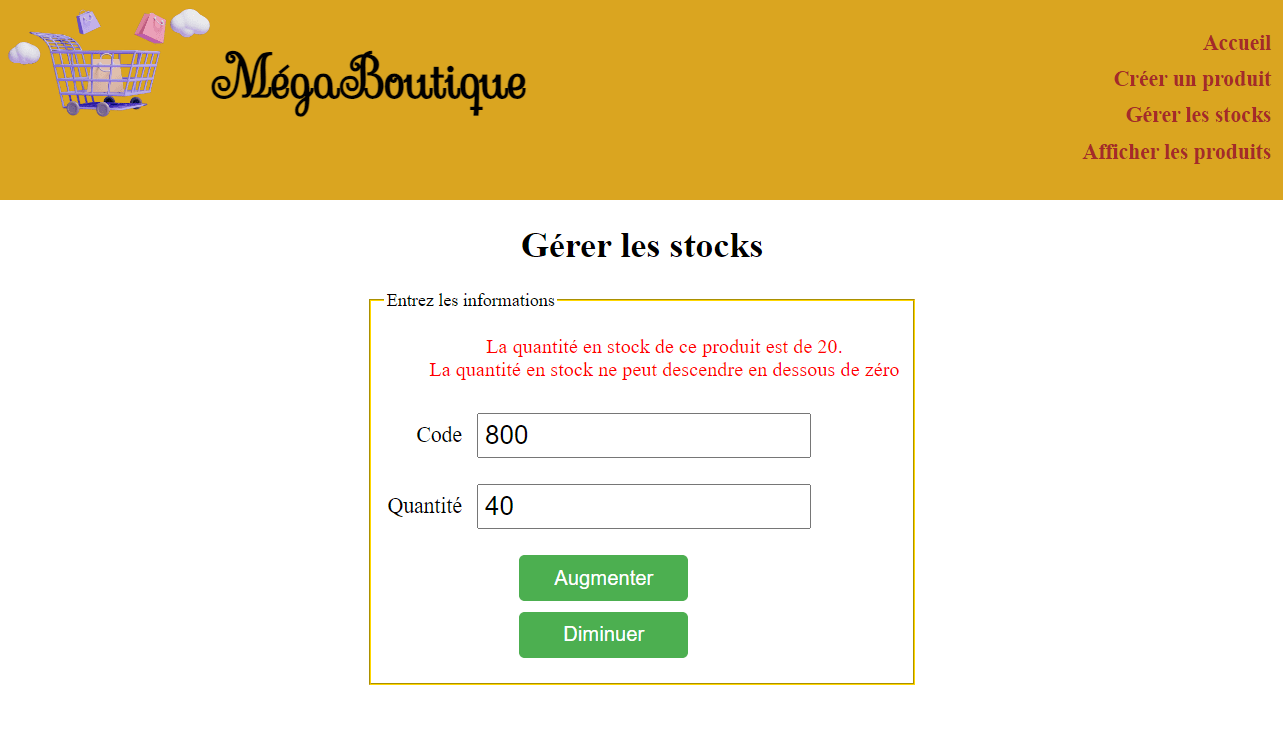 MégaBoutique
Accueil
Créer un produit
Gérer les stocks
Afficher les produits
Gérer les stocks
Entrez les informations
La quantité en stock de ce produit est de 20.
La quantité en stock ne peut descendre en dessous de zéro
Code 800
Quantité 40
Augmenter
Diminuer